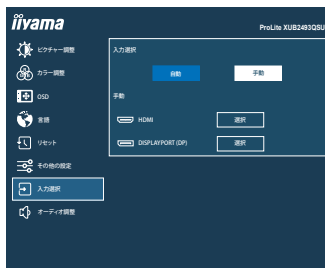 iiyama
ProLite XUB2493QSU
ピクチャー調整
カラー調整
OSD
言語
リセット
その他の設定
入力選択
オーディオ調整
入力選択
自動
手動
手動
HDMI
選択
DISPLAYPORT (DP)
選択